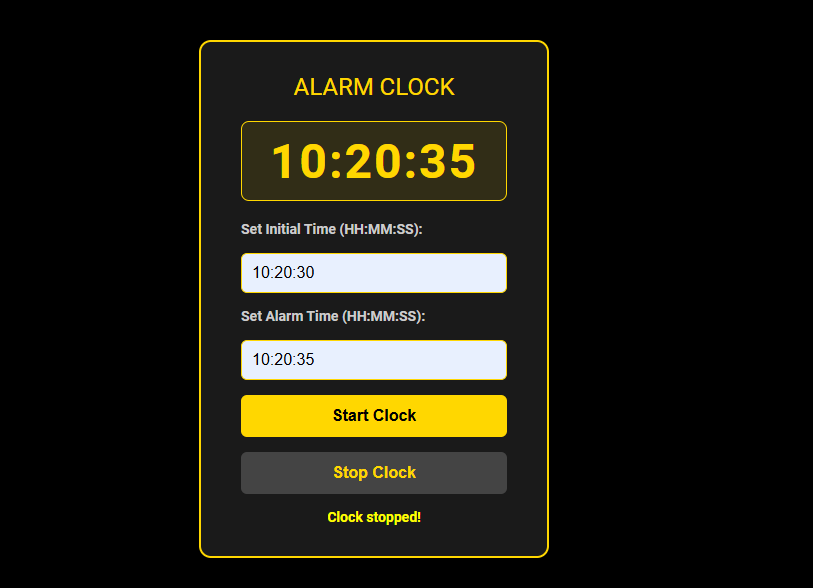 ALARM CLOCK
10:20:35
Set Initial Time (HH:MM:SS):
10:20:30
Set Alarm Time (HH:MM:SS):
10:20:35
Start Clock
Stop Clock
Clock stopped!